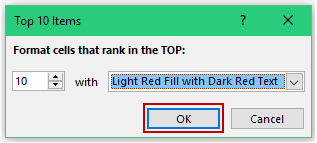 Top 10 Items
? ×
Format cells that rank in the TOP:
10 with Light Red Fill with Dark Red Text
OK Cancel